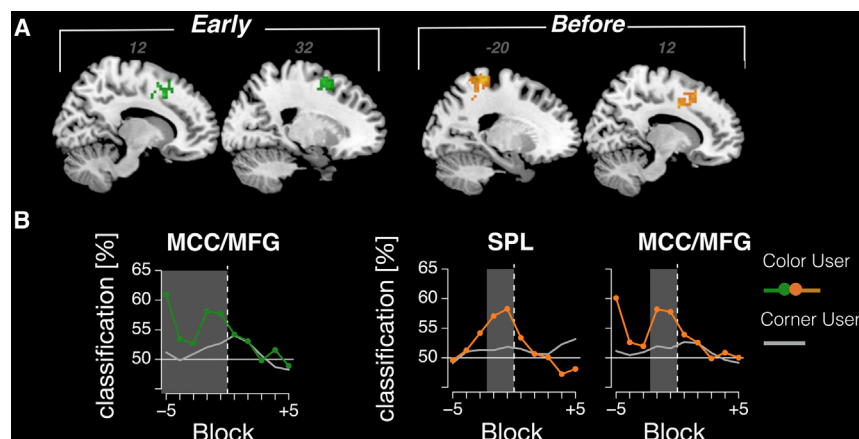 A
Early
Before
12
32
-20
12
B
MCC/MFG
SPL
MCC/MFG
classification [%]
65
60
55
50
−5
+5
Block
classification [%]
65
60
55
50
−5
+5
Block
−5
+5
Block
Color User
Corner User